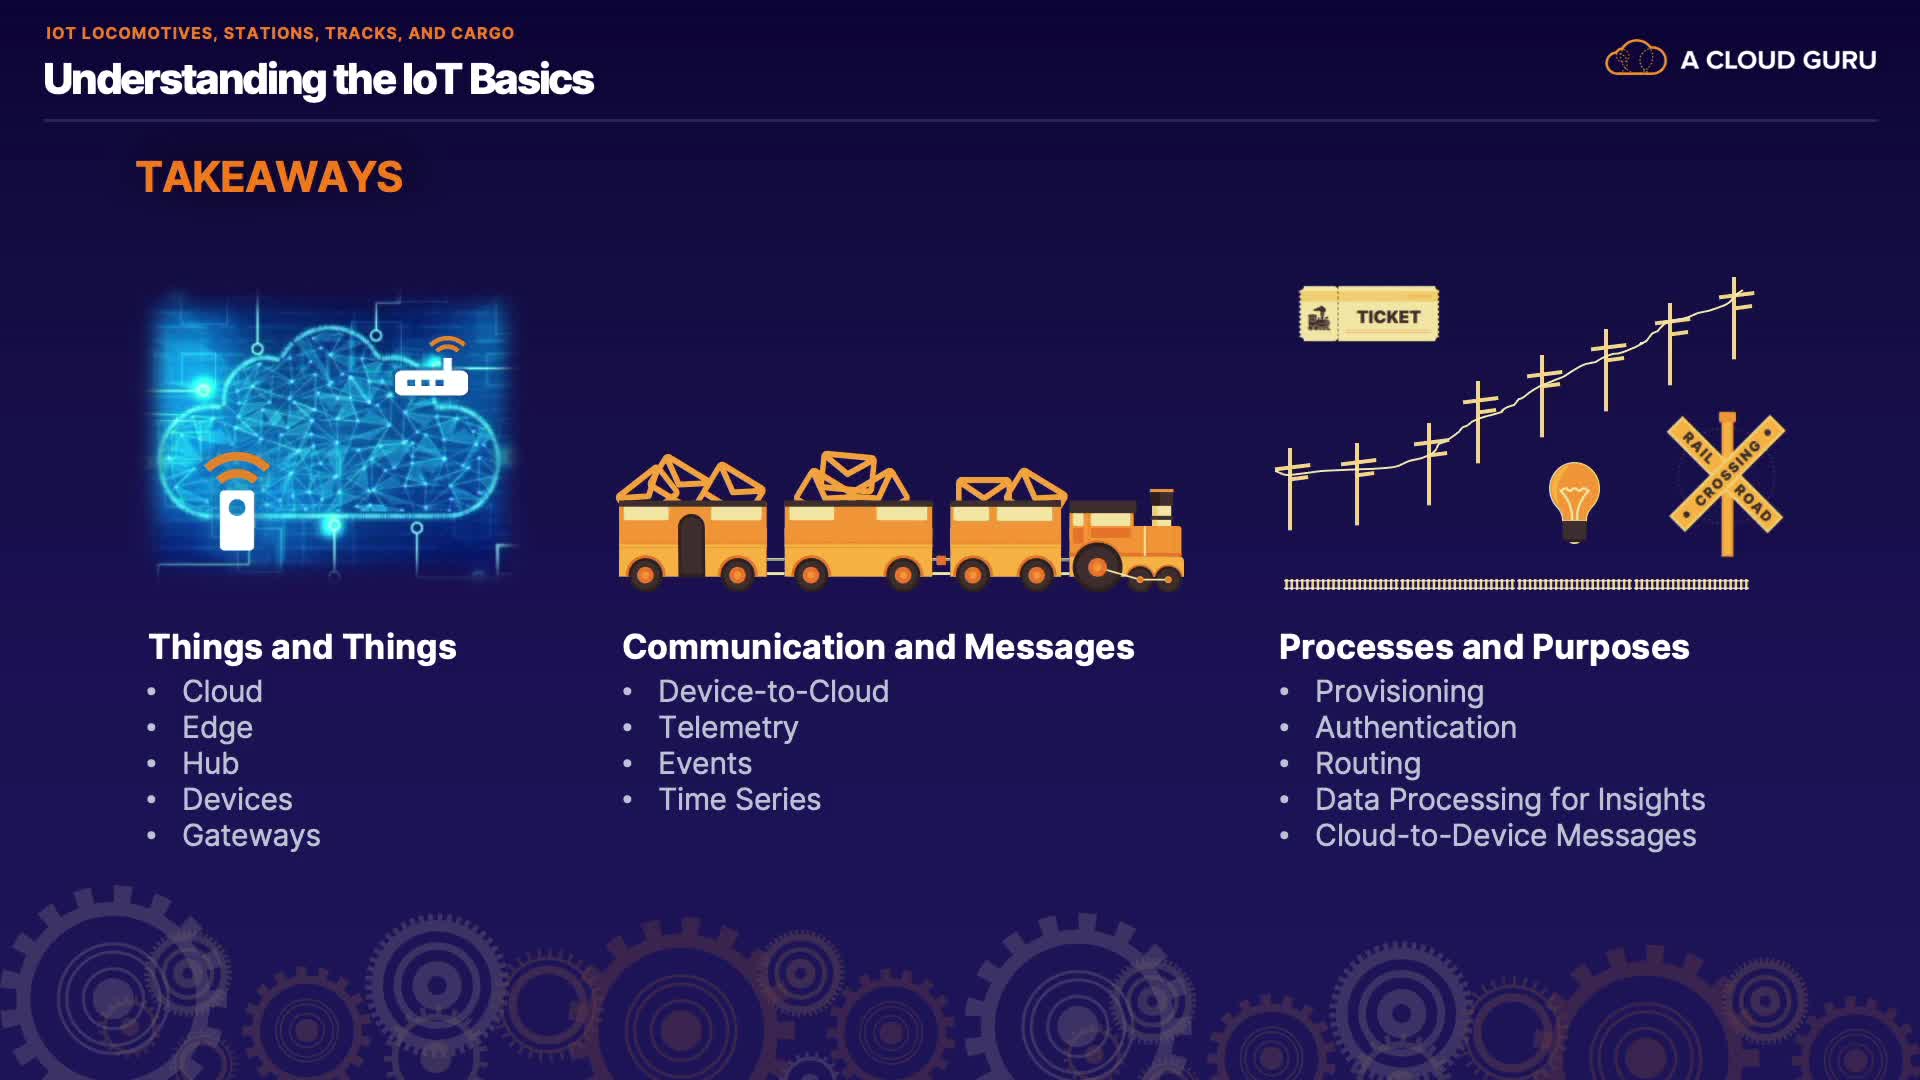 IOT LOCOMOTIVES, STATIONS, TRACKS, AND CARGO
Understanding the IoT Basics
A CLOUD GURU
TAKEAWAYS
TICKET
RAIL ROAD
CROSSING
Things and Things
• Cloud
• Edge
• Hub
• Devices
• Gateways
Communication and Messages
• Device-to-Cloud
• Telemetry
• Events
• Time Series
Processes and Purposes
• Provisioning
• Authentication
• Routing
• Data Processing for Insights
• Cloud-to-Device Messages